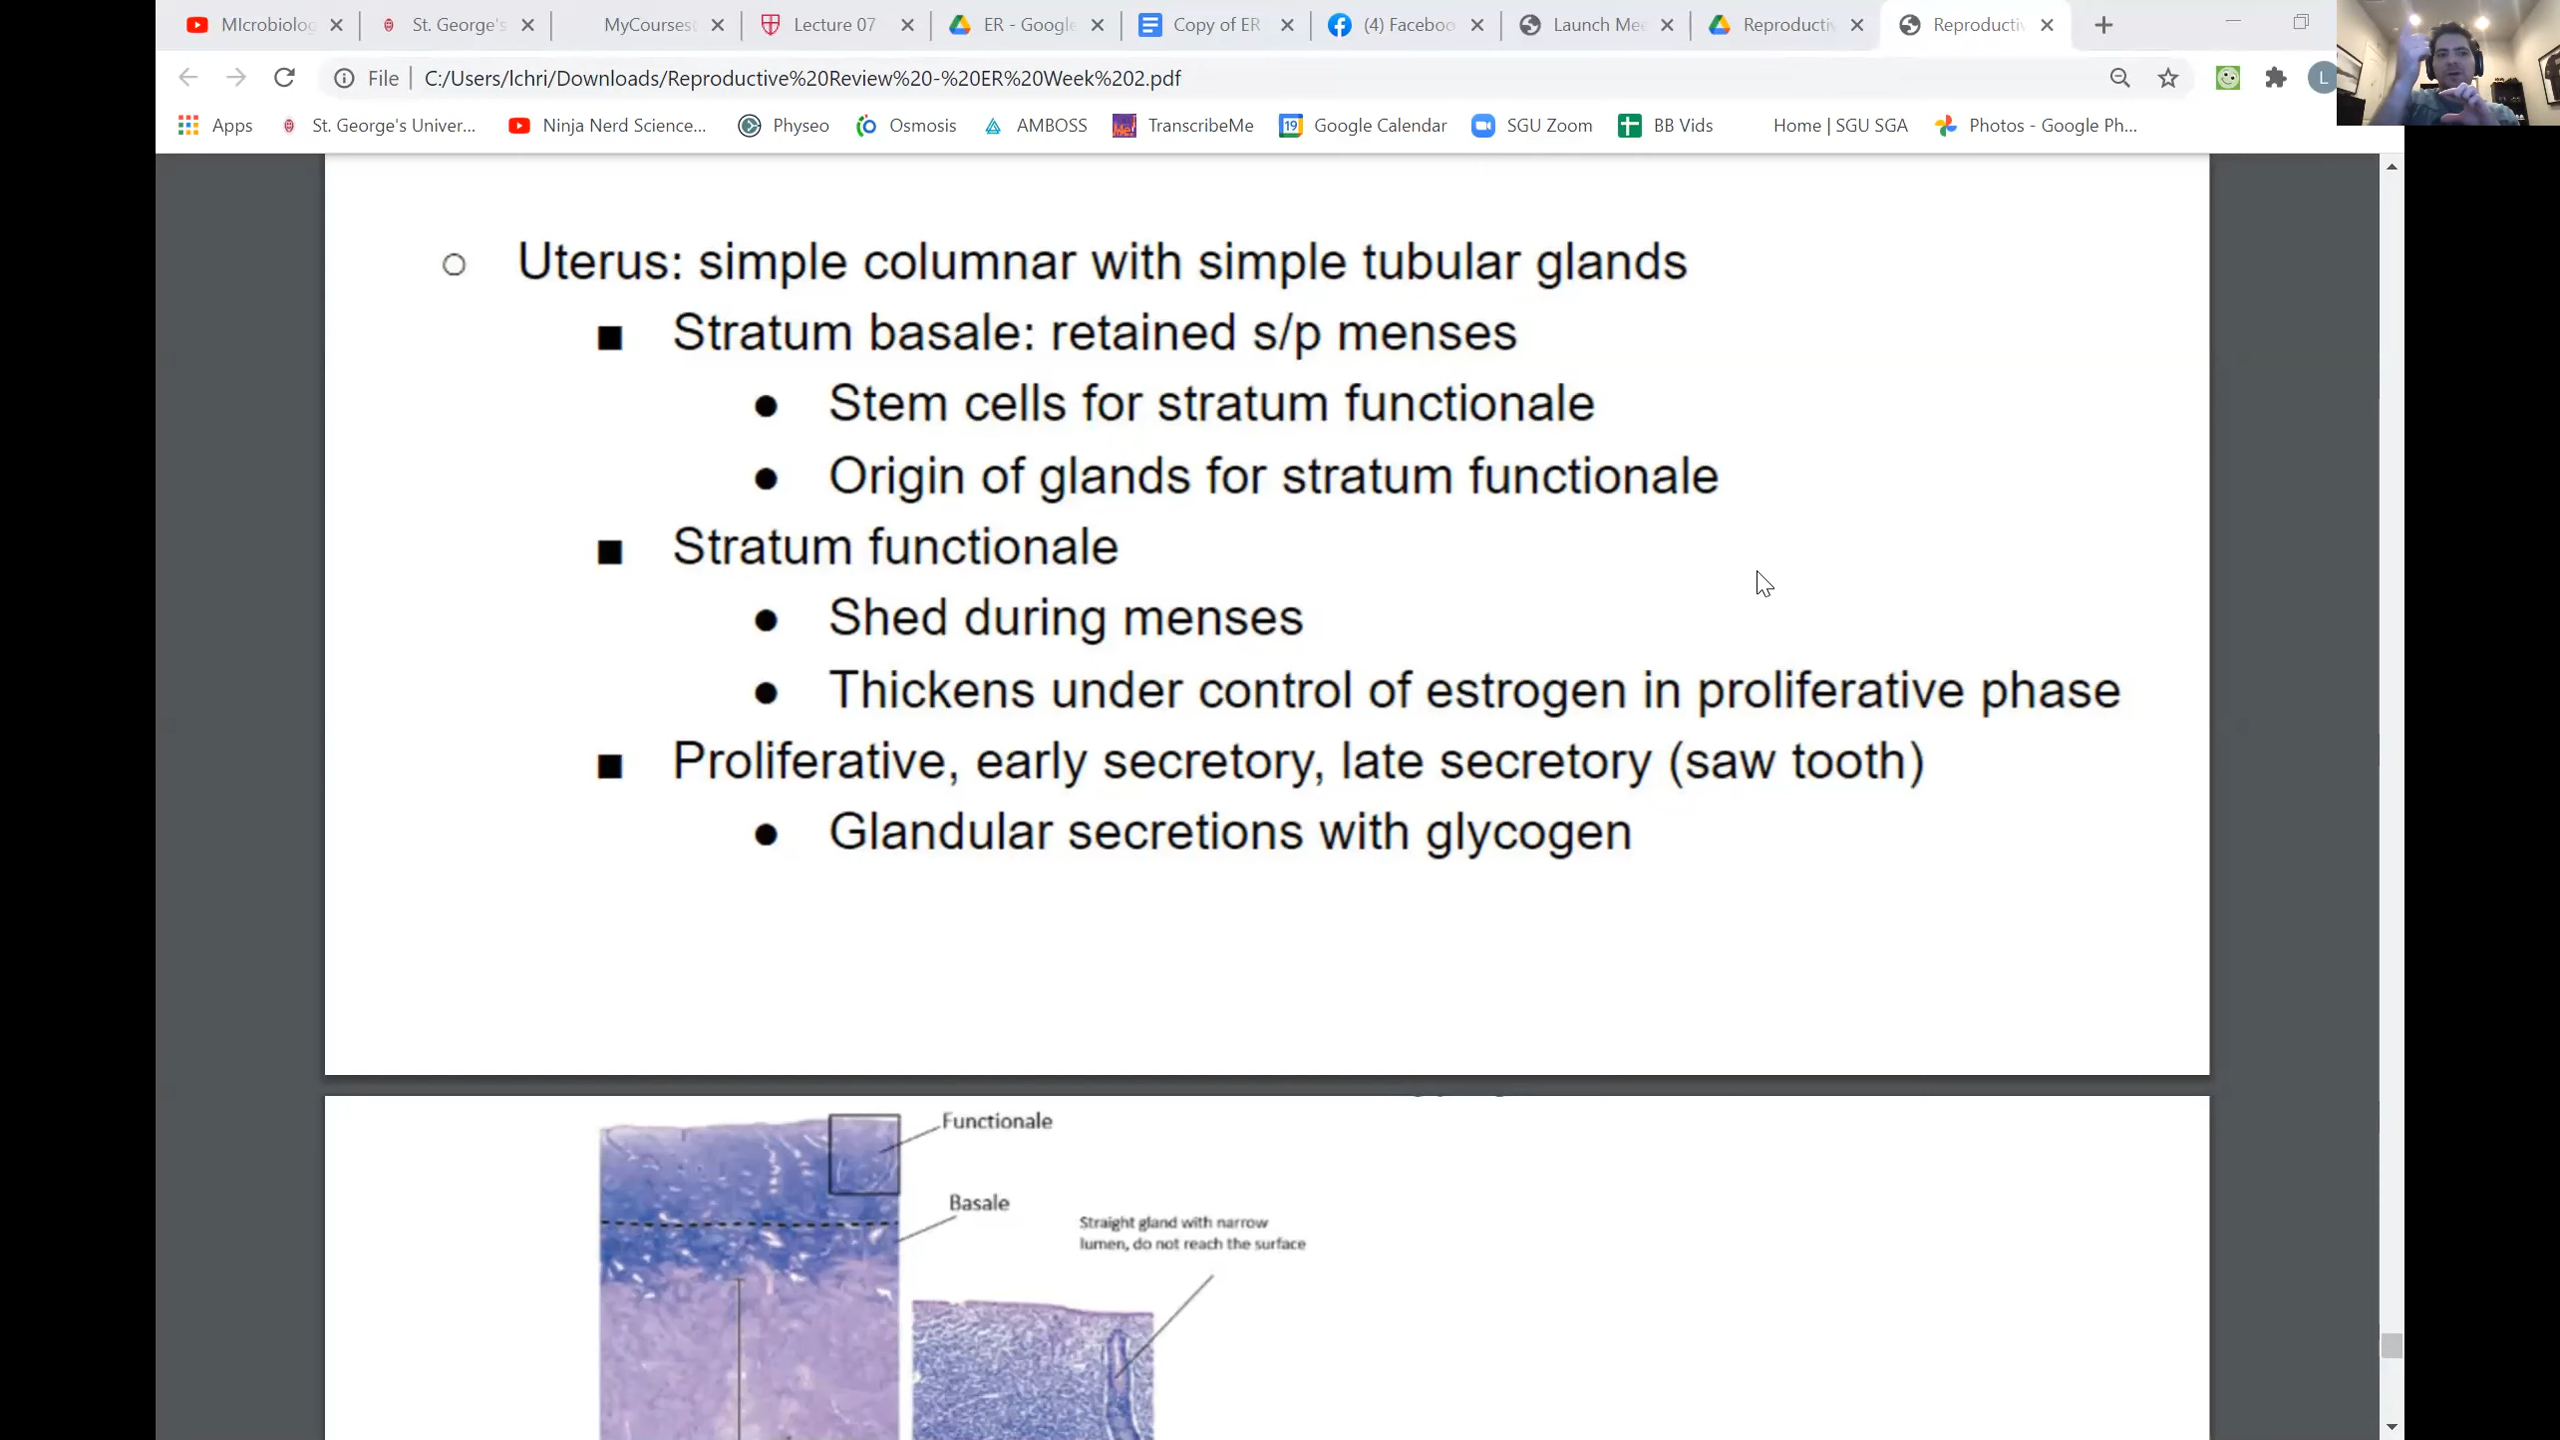 MIcrobiolog
St. George's
MyCourses
Lecture 07
ER - Google
Copy of ER
(4) Faceboo
Launch Mee
Reproductiv
Reproductiv
File
C:/Users/lchri/Downloads/Reproductive%20Review%20-%20ER%20Week%202.pdf
L
Apps
St. George's Univer...
Ninja Nerd Science...
Physeo
Osmosis
AMBOSS
TranscribeMe
19
Google Calendar
SGU Zoom
BB Vids
Home | SGU SGA
Photos - Google Ph...
○ Uterus: simple columnar with simple tubular glands
■ Stratum basale: retained s/p menses
● Stem cells for stratum functionale
● Origin of glands for stratum functionale
■ Stratum functionale
● Shed during menses
● Thickens under control of estrogen in proliferative phase
■ Proliferative, early secretory, late secretory (saw tooth)
● Glandular secretions with glycogen
Functionale
Basale
Straight gland with narrow
lumen, do not reach the surface